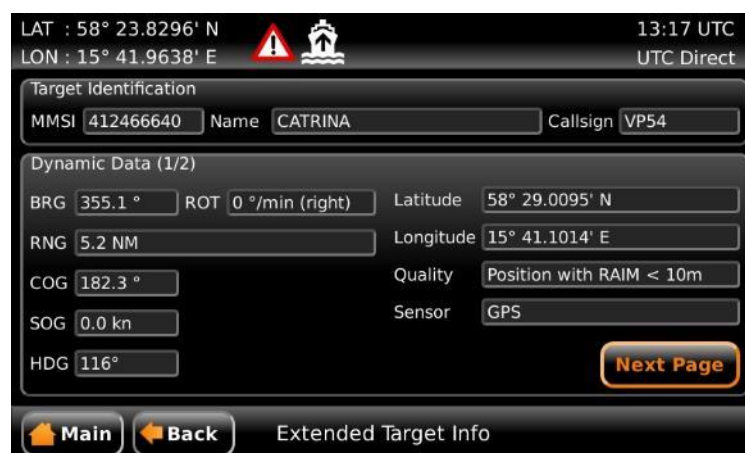 LAT : 58° 23.8296' N
13:17 UTC
LON : 15° 41.9638' E
UTC Direct
Target Identification
MMSI 412466640 Name CATRINA Callsign VP54
Dynamic Data (1/2)
BRG 355.1 ° ROT 0 °/min (right)
RNG 5.2 NM
COG 182.3 °
SOG 0.0 kn
HDG 116°
Latitude 58° 29.0095' N
Longitude 15° 41.1014' E
Quality Position with RAIM < 10m
Sensor GPS
Next Page
Main Back Extended Target Info